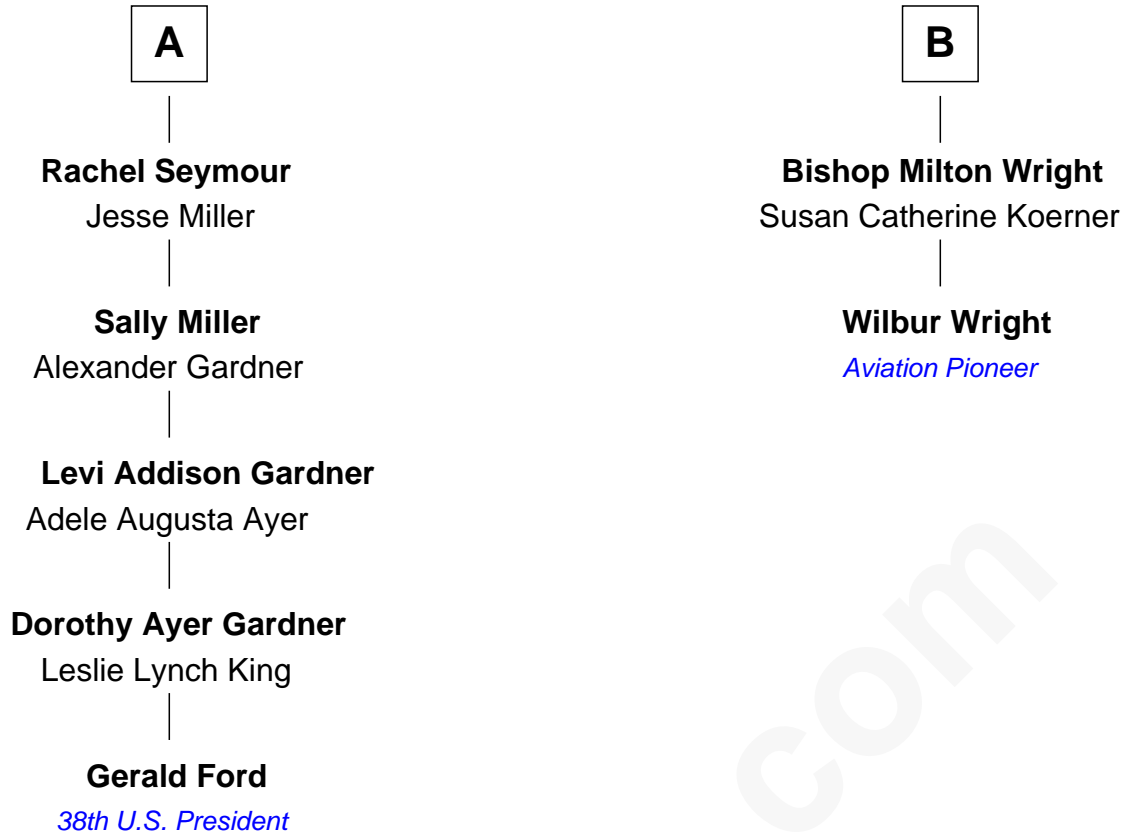 A
Rachel Seymour
Jesse Miller
Sally Miller
Alexander Gardner
Levi Addison Gardner
Adele Augusta Ayer
Dorothy Ayer Gardner
Leslie Lynch King
Gerald Ford
38th U.S. President
B
Bishop Milton Wright
Susan Catherine Koerner
Wilbur Wright
Aviation Pioneer
com